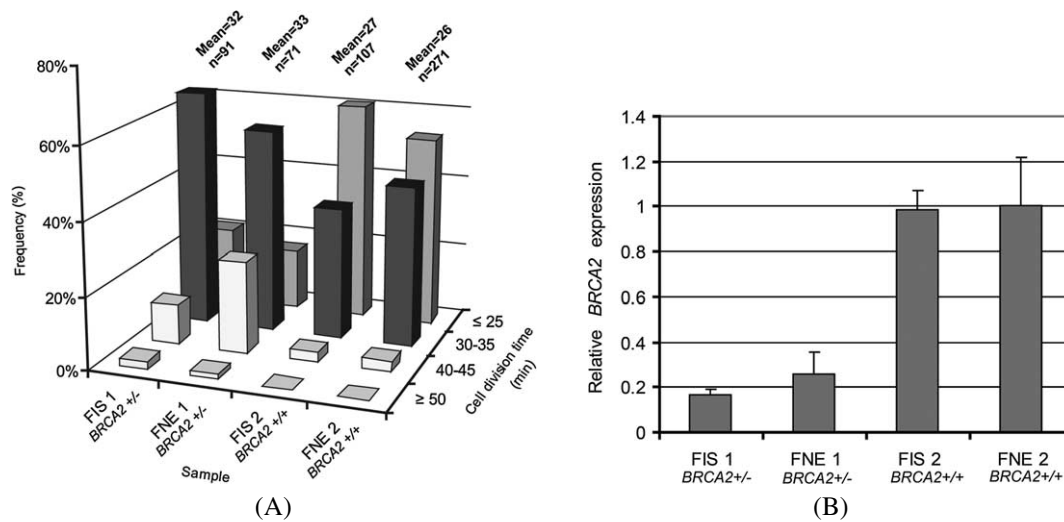 Mean=32
n=91
Mean=33
n=71
Mean=27
n=107
Mean=26
n=271
80%
60%
40%
20%
0%
Frequency (%)
≤ 25
30-35
40-45
≥ 50
Cell division time
(min)
FIS 1
BRCA2 +/-
FNE 1
BRCA2 +/-
FIS 2
BRCA2 +/+
FNE 2
BRCA2 +/+
Sample
(A)
Relative BRCA2 expression
1.4
1.2
1
0.8
0.6
0.4
0.2
0
FIS 1
BRCA2+/-
FNE 1
BRCA2+/-
FIS 2
BRCA2+/+
FNE 2
BRCA2+/+
(B)